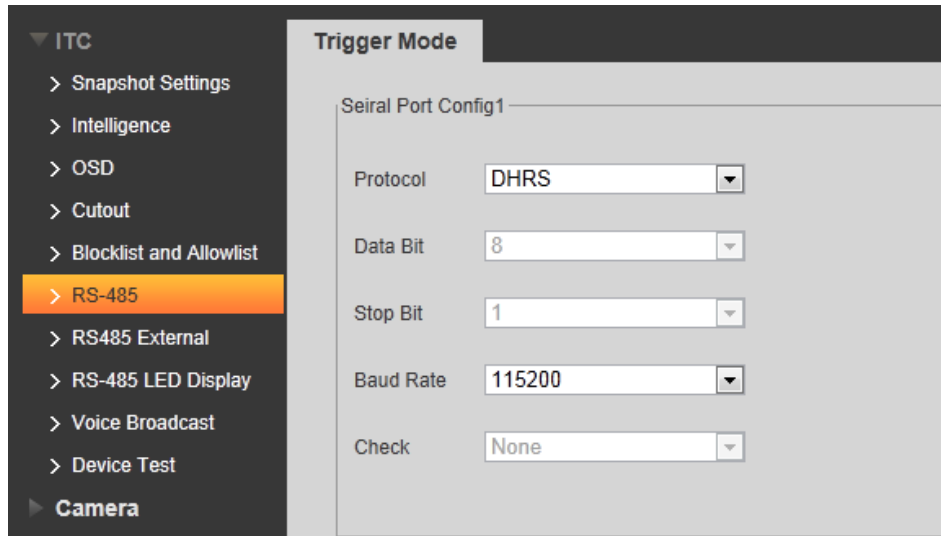 ITC
Snapshot Settings
Intelligence
OSD
Cutout
Blocklist and Allowlist
RS-485
RS485 External
RS-485 LED Display
Voice Broadcast
Device Test
Camera
Trigger Mode
Seiral Port Config1
Protocol DHRS
Data Bit 8
Stop Bit 1
Baud Rate 115200
Check None